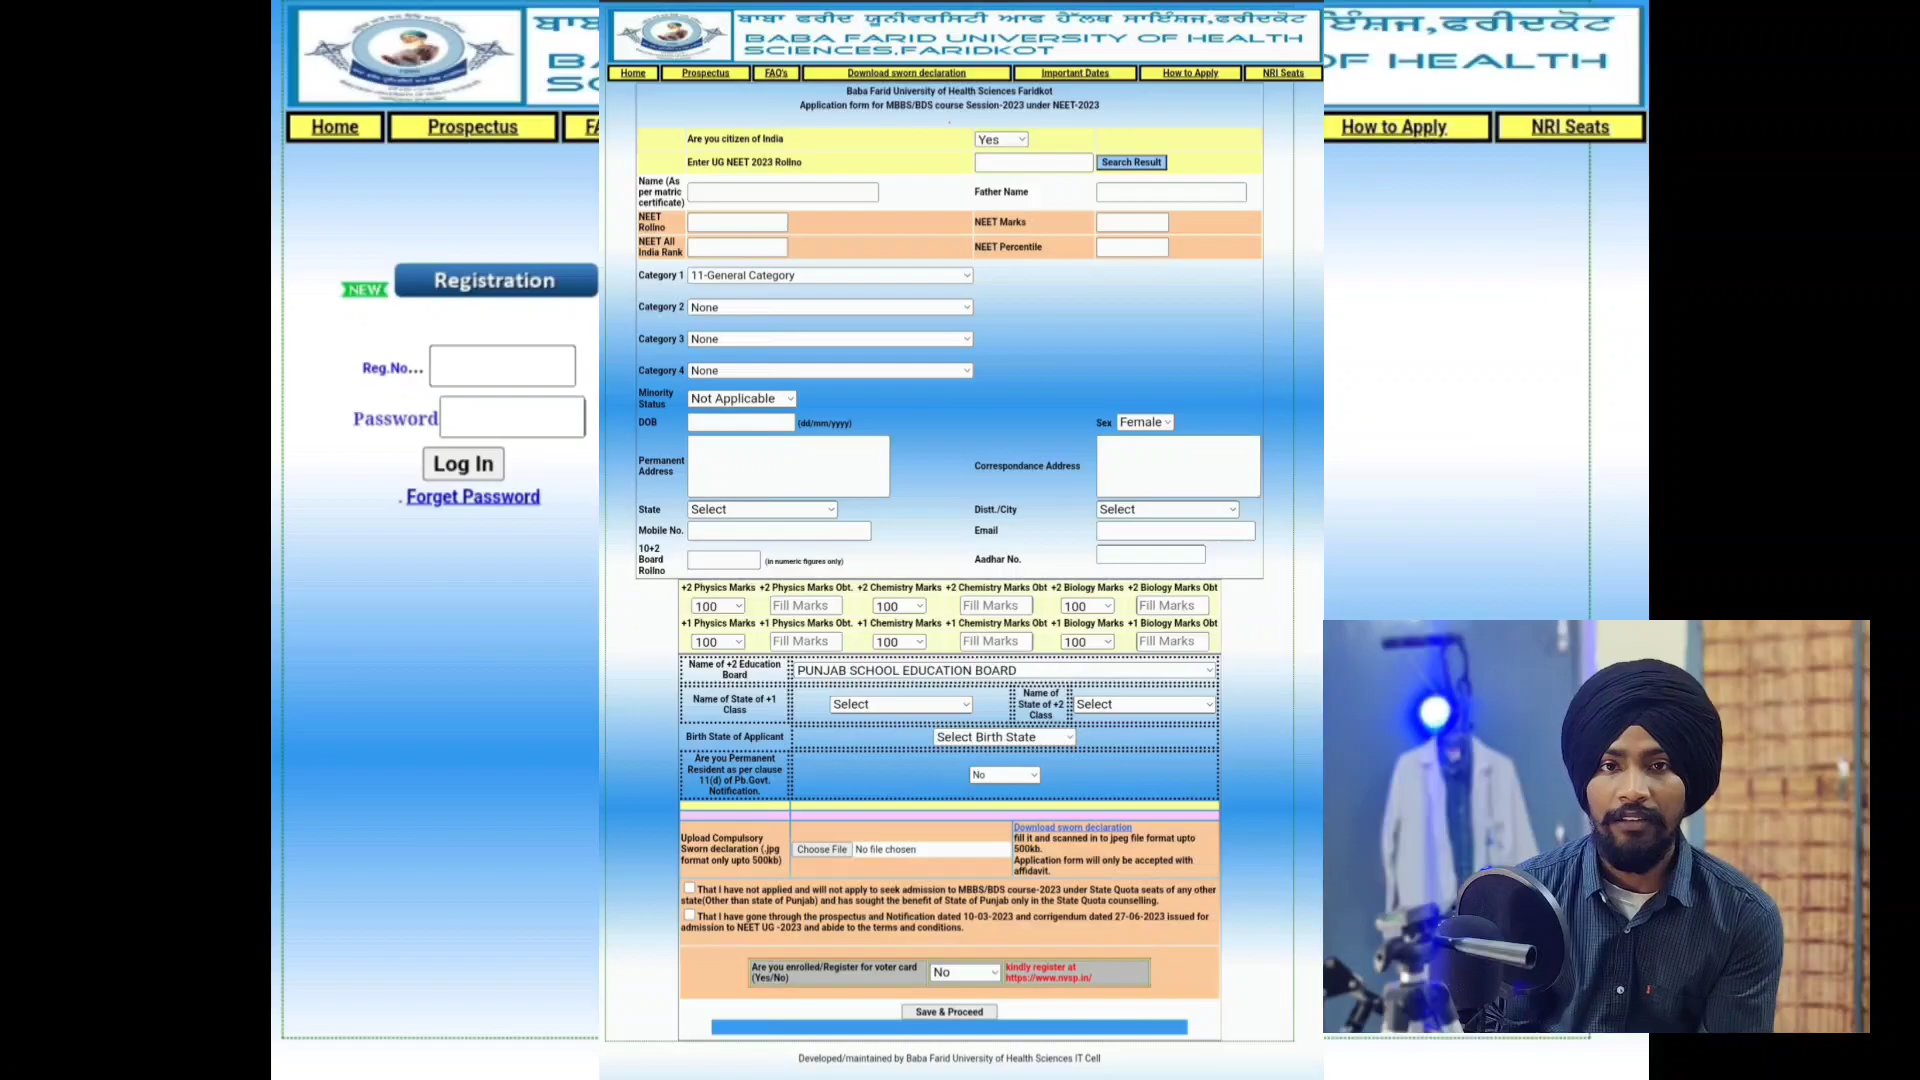 ਬਾਬਾ ਫਰੀਦ ਯੂਨੀਵਰਸਿਟੀ ਆਫ ਹੈਲਥ ਸਾਇੰਸਜ,ਫਰੀਦਕੋਟ
BABA FARID UNIVERSITY OF HEALTH
SCIENCES,FARIDKOT
Home
Prospectus
FAQ's
Download sworn declaration
Important Dates
How to Apply
NRI Seats
OF HEALTH
Home
Prospectus
How to Apply
NRI Seats
NEW
Registration
Reg.No...
Password
Log In
. Forget Password
Baba Farid University of Health Sciences Faridkot
Application form for MBBS/BDS course Session-2023 under NEET-2023
Are you citizen of India Yes
Enter UG NEET 2023 Rollno Search Result
Name (As per matric certificate) Father Name
NEET Rollno NEET Marks
NEET All India Rank NEET Percentile
Category 1 11-General Category
Category 2 None
Category 3 None
Category 4 None
Minority Status Not Applicable
DOB (dd/mm/yyyy) Sex Female
Permanent Address Correspondance Address
State Select Distt./City Select
Mobile No. Email
10+2 Board Rollno (in numeric figures only) Aadhar No.
+2 Physics Marks +2 Physics Marks Obt. +2 Chemistry Marks +2 Chemistry Marks Obt +2 Biology Marks +2 Biology Marks Obt
100 Fill Marks 100 Fill Marks 100 Fill Marks
+1 Physics Marks +1 Physics Marks Obt. +1 Chemistry Marks +1 Chemistry Marks Obt +1 Biology Marks +1 Biology Marks Obt
100 Fill Marks 100 Fill Marks 100 Fill Marks
Name of +2 Education Board PUNJAB SCHOOL EDUCATION BOARD
Name of State of +1 Class Select Name of State of +2 Class Select
Birth State of Applicant Select Birth State
Are you Permanent
Resident as per clause
11(d) of Pb.Govt.
Notification.
No
Upload Compulsory
Sworn declaration (.jpg
format only upto 500kb)
Choose File No file chosen
Download sworn declaration
fill it and scanned in to jpeg file format upto
500kb.
Application form will only be accepted with
affidavit.
That I have not applied and will not apply to seek admission to MBBS/BDS course-2023 under State Quota seats of any other
state(Other than state of Punjab) and has sought the benefit of State of Punjab only in the State Quota counselling.
That I have gone through the prospectus and Notification dated 10-03-2023 and corrigendum dated 27-06-2023 issued for
admission to NEET UG -2023 and abide to the terms and conditions.
Are you enrolled/Register for voter card
(Yes/No)
No
kindly register at
https://www.nvsp.in/
Save & Proceed
Developed/maintained by Baba Farid University of Health Sciences IT Cell